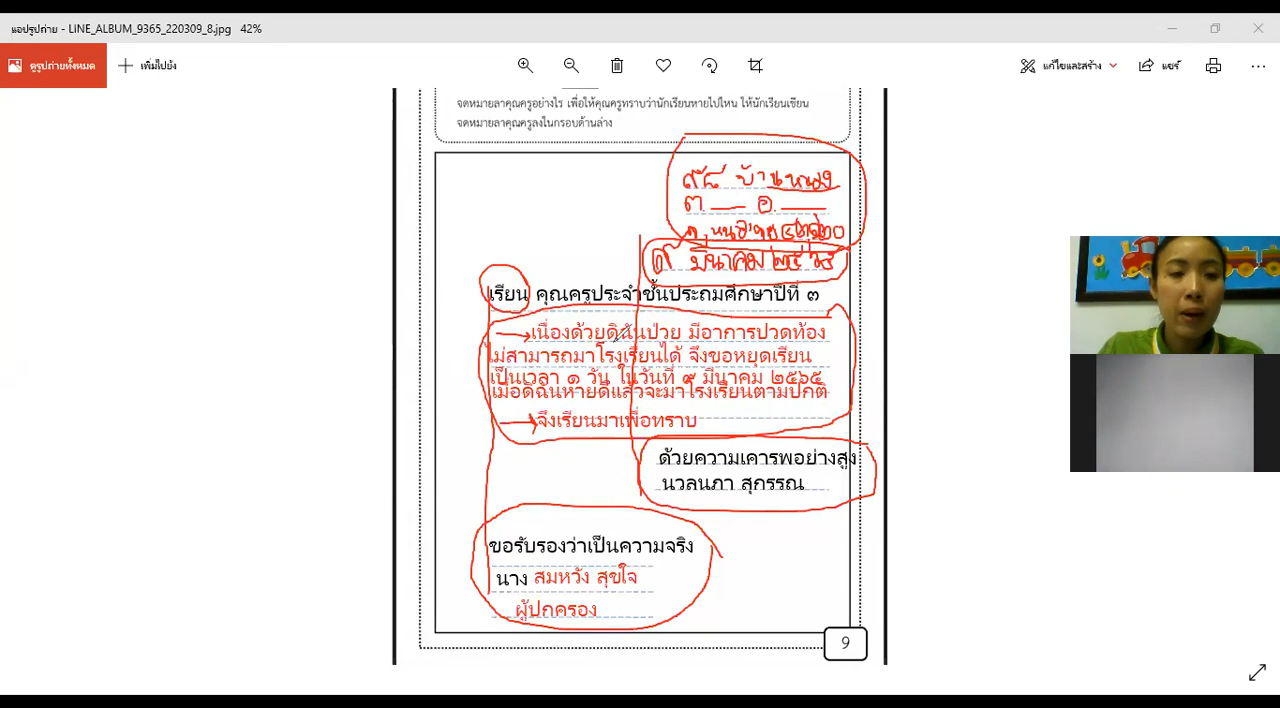 แอปรูปถ่าย - LINE_ALBUM_9365_220309_8.jpg 42%
ดูรูปถ่ายทั้งหมด
เพิ่มไปยัง
แก้ไขและสร้าง
แชร์
จดหมายลาคุณครูอย่างไร เพื่อให้คุณครูทราบว่านักเรียนหายไปไหน ให้นักเรียนเขียน
จดหมายลาคุณครูลงในกรอบด้านล่าง
๙๘ บ้านหนอง
ต. อ.
๙ มีนาคม ๒๕๖๕
เรียน คุณครูประจำชั้นประถมศึกษาปีที่ ๓
เนื่องด้วยดิฉันป่วย มีอาการปวดท้อง
ไม่สามารถมาโรงเรียนได้ จึงขอหยุดเรียน
เป็นเวลา ๑ วัน ในวันที่ ๙ มีนาคม ๒๕๖๕
เมื่อดิฉันหายดีแล้วจะมาโรงเรียนตามปกติ
จึงเรียนมาเพื่อทราบ
ด้วยความเคารพอย่างสูง
นวลนภา สุกรรณ
ขอรับรองว่าเป็นความจริง
นาง สมหวัง สุขใจ
ผู้ปกครอง
9